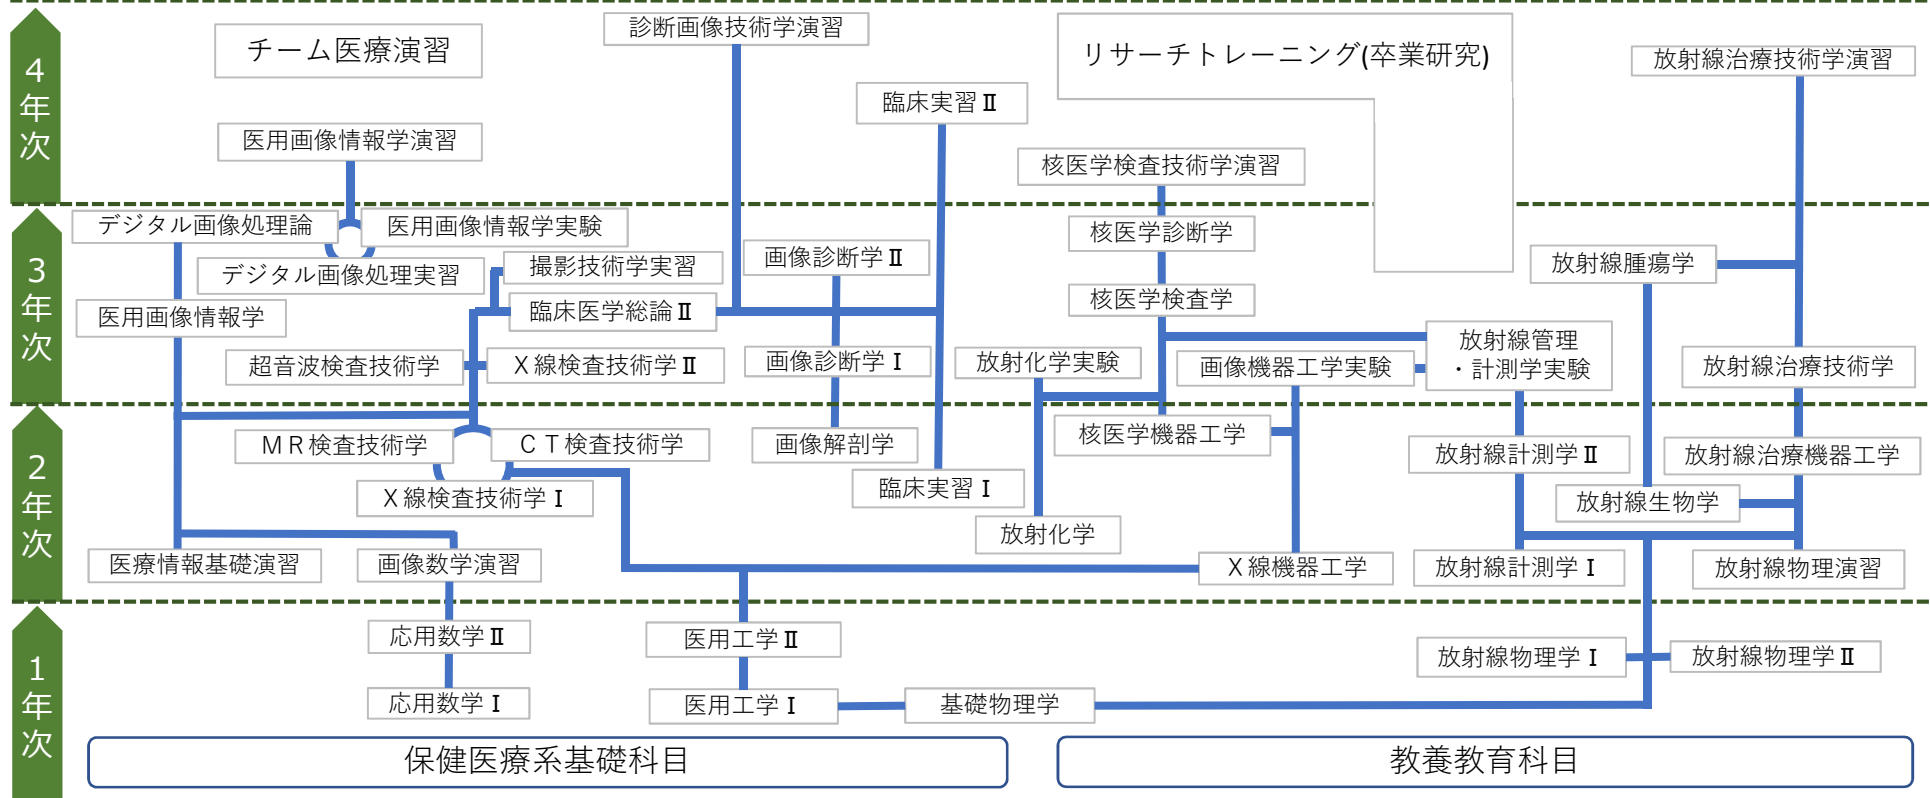 4年次
チーム医療演習
診断画像技術学演習
リサーチトレーニング(卒業研究)
放射線治療技術学演習
臨床実習Ⅱ
医用画像情報学演習
核医学検査技術学演習
3年次
デジタル画像処理論
医用画像情報学実験
デジタル画像処理実習
撮影技術学実習
画像診断学Ⅱ
核医学診断学
放射線腫瘍学
医用画像情報学
臨床医学総論Ⅱ
核医学検査学
超音波検査技術学
X線検査技術学Ⅱ
画像診断学Ⅰ
放射化学実験
画像機器工学実験
放射線管理
・計測学実験
放射線治療技術学
2年次
MR検査技術学
CT検査技術学
X線検査技術学Ⅰ
画像解剖学
臨床実習Ⅰ
核医学機器工学
放射線計測学Ⅱ
放射線治療機器工学
放射線生物学
放射化学
医療情報基礎演習
画像数学演習
X線機器工学
放射線計測学Ⅰ
放射線物理演習
1年次
応用数学Ⅱ
医用工学Ⅱ
放射線物理学Ⅰ
放射線物理学Ⅱ
応用数学Ⅰ
医用工学Ⅰ
基礎物理学
保健医療系基礎科目
教養教育科目